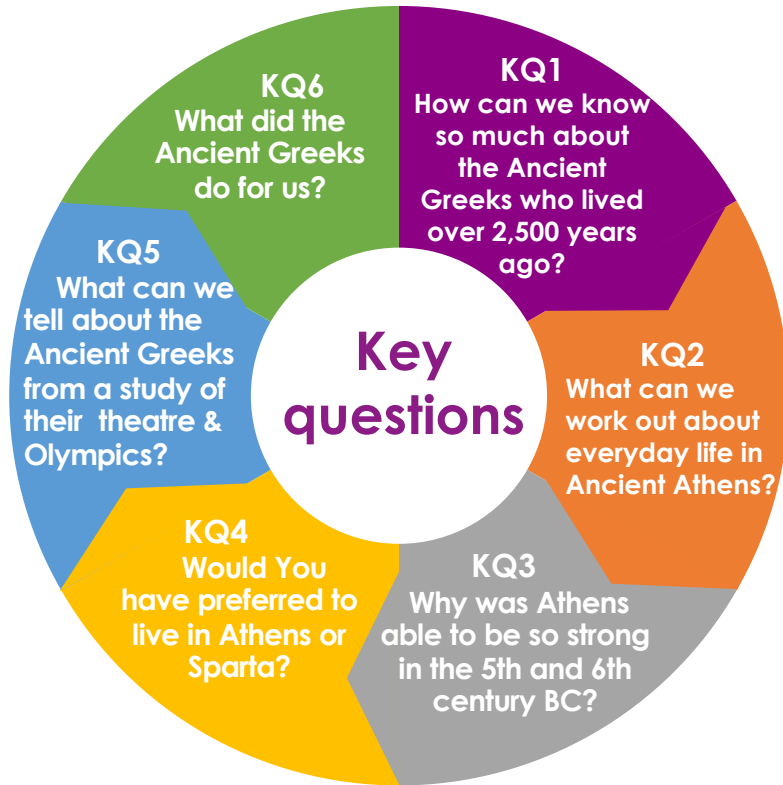 Key
questions
KQ1
How can we know
so much about
the Ancient
Greeks who lived
over 2,500 years
ago?
KQ2
What can we
work out about
everyday life in
Ancient Athens?
KQ3
Why was Athens
able to be so strong
in the 5th and 6th
century BC?
KQ4
Would You
have preferred to
live in Athens or
Sparta?
KQ5
What can we
tell about the
Ancient Greeks
from a study of
their theatre &
Olympics?
KQ6
What did the
Ancient Greeks
do for us?